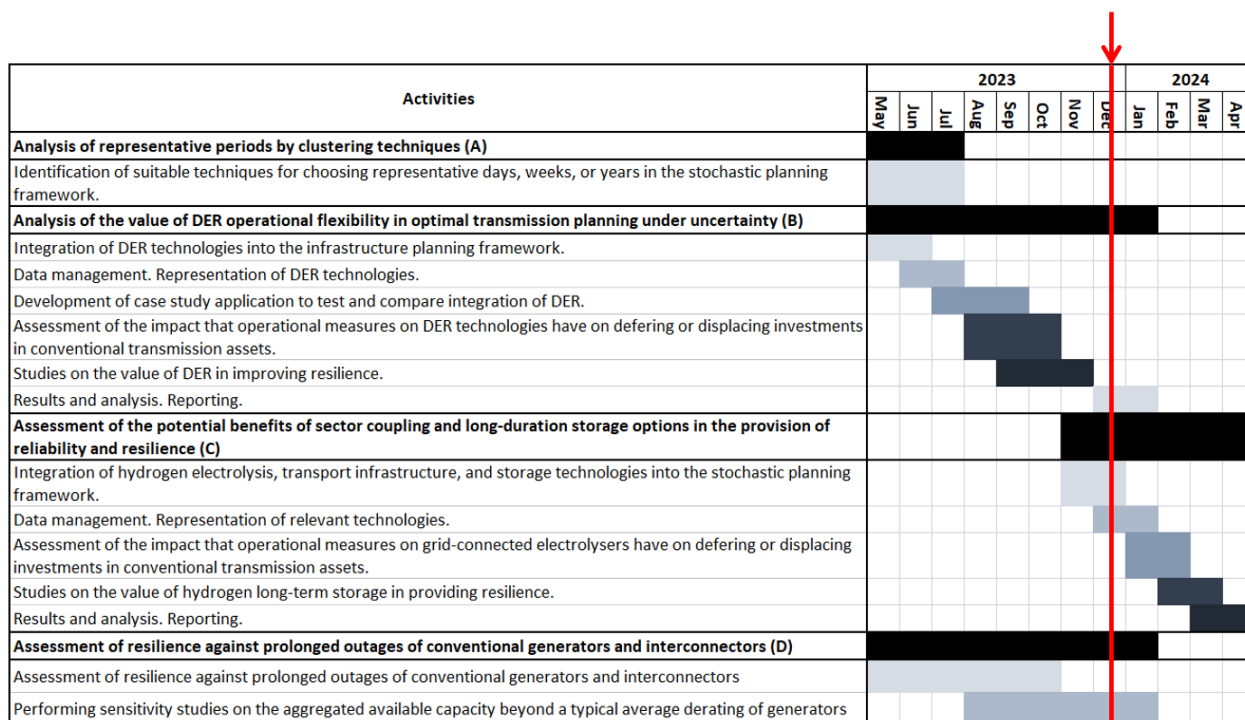 2023 2024
Activities
May Jun Jul Aug Sep Oct Nov Dec Jan Feb Mar Apr
Analysis of representative periods by clustering techniques (A)
Identification of suitable techniques for choosing representative days, weeks, or years in the stochastic planning
framework.
Analysis of the value of DER operational flexibility in optimal transmission planning under uncertainty (B)
Integration of DER technologies into the infrastructure planning framework.
Data management. Representation of DER technologies.
Development of case study application to test and compare integration of DER.
Assessment of the impact that operational measures on DER technologies have on defering or displacing investments
in conventional transmission assets.
Studies on the value of DER in improving resilience.
Results and analysis. Reporting.
Assessment of the potential benefits of sector coupling and long-duration storage options in the provision of
reliability and resilience (C)
Integration of hydrogen electrolysis, transport infrastructure, and storage technologies into the stochastic planning
framework.
Data management. Representation of relevant technologies.
Assessment of the impact that operational measures on grid-connected electrolysers have on defering or displacing
investments in conventional transmission assets.
Studies on the value of hydrogen long-term storage in providing resilience.
Results and analysis. Reporting.
Assessment of resilience against prolonged outages of conventional generators and interconnectors (D)
Assessment of resilience against prolonged outages of conventional generators and interconnectors
Performing sensitivity studies on the aggregated available capacity beyond a typical average derating of generators